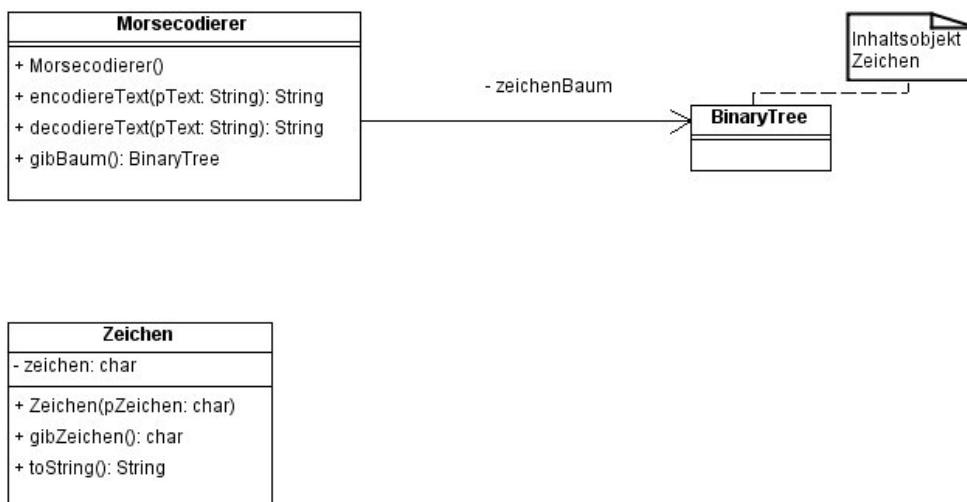 Morsecodierer
+ Morsecodierer()
+ encodiereText(pText: String): String
+ decodiereText(pText: String): String
+ gibBaum(): BinaryTree
- zeichenBaum
Inhaltsobjekt
Zeichen
BinaryTree
Zeichen
- zeichen: char
+ Zeichen(pZeichen: char)
+ gibZeichen(): char
+ toString(): String